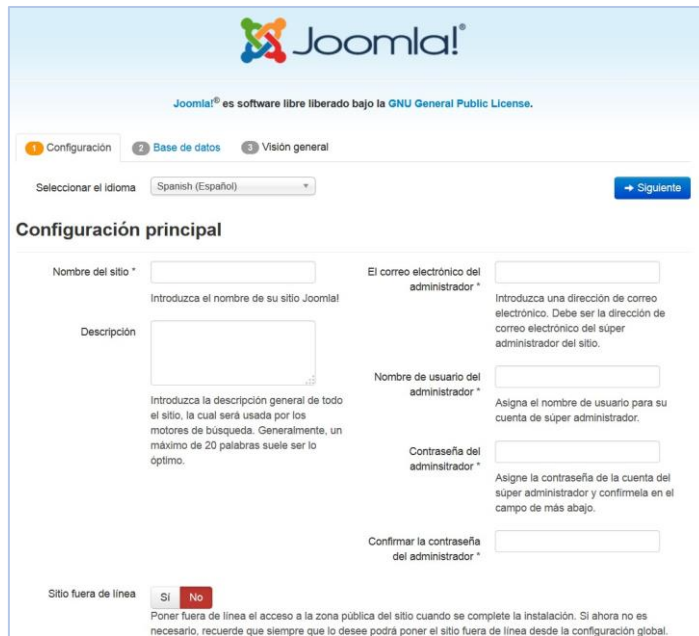 Joomla!®
Joomla!® es software libre liberado bajo la GNU General Public License.
1 Configuración
2 Base de datos
3 Visión general
Seleccionar el idioma
Spanish (Español)
Siguiente
Configuración principal
Nombre del sitio *
Introduzca el nombre de su sitio Joomla!
Descripción
Introduzca la descripción general de todo
el sitio, la cual será usada por los
motores de búsqueda. Generalmente, un
máximo de 20 palabras suele ser lo
óptimo.
El correo electrónico del
administrador *
Introduzca una dirección de correo
electrónico. Debe ser la dirección de
correo electrónico del súper
administrador del sitio.
Nombre de usuario del
administrador *
Asigna el nombre de usuario para su
cuenta de súper administrador.
Contraseña del
adminsitrador *
Asigne la contraseña de la cuenta del
súper administrador y confírmela en el
campo de más abajo.
Confirmar la contraseña
del administrador *
Sitio fuera de línea
Sí
No
Poner fuera de línea el acceso a la zona pública del sitio cuando se complete la instalación. Si ahora no es
necesario, recuerde que siempre que lo desee podrá poner el sitio fuera de línea desde la configuración global.